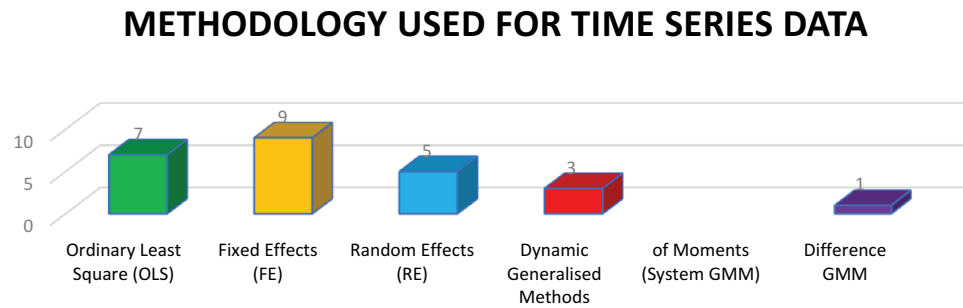 METHODOLOGY USED FOR TIME SERIES DATA
10
5
0
7
9
5
3
1
Ordinary Least
Square (OLS)
Fixed Effects
(FE)
Random Effects
(RE)
Dynamic
Generalised
Methods
of Moments
(System GMM)
Difference
GMM